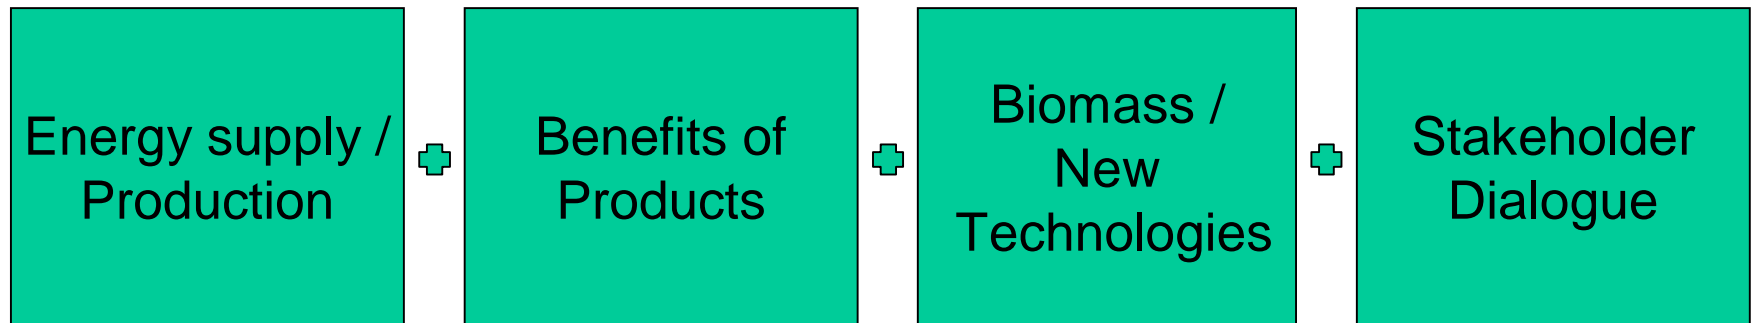 Energy supply /
Production
Benefits of
Products
Biomass /
New
Technologies
Stakeholder
Dialogue